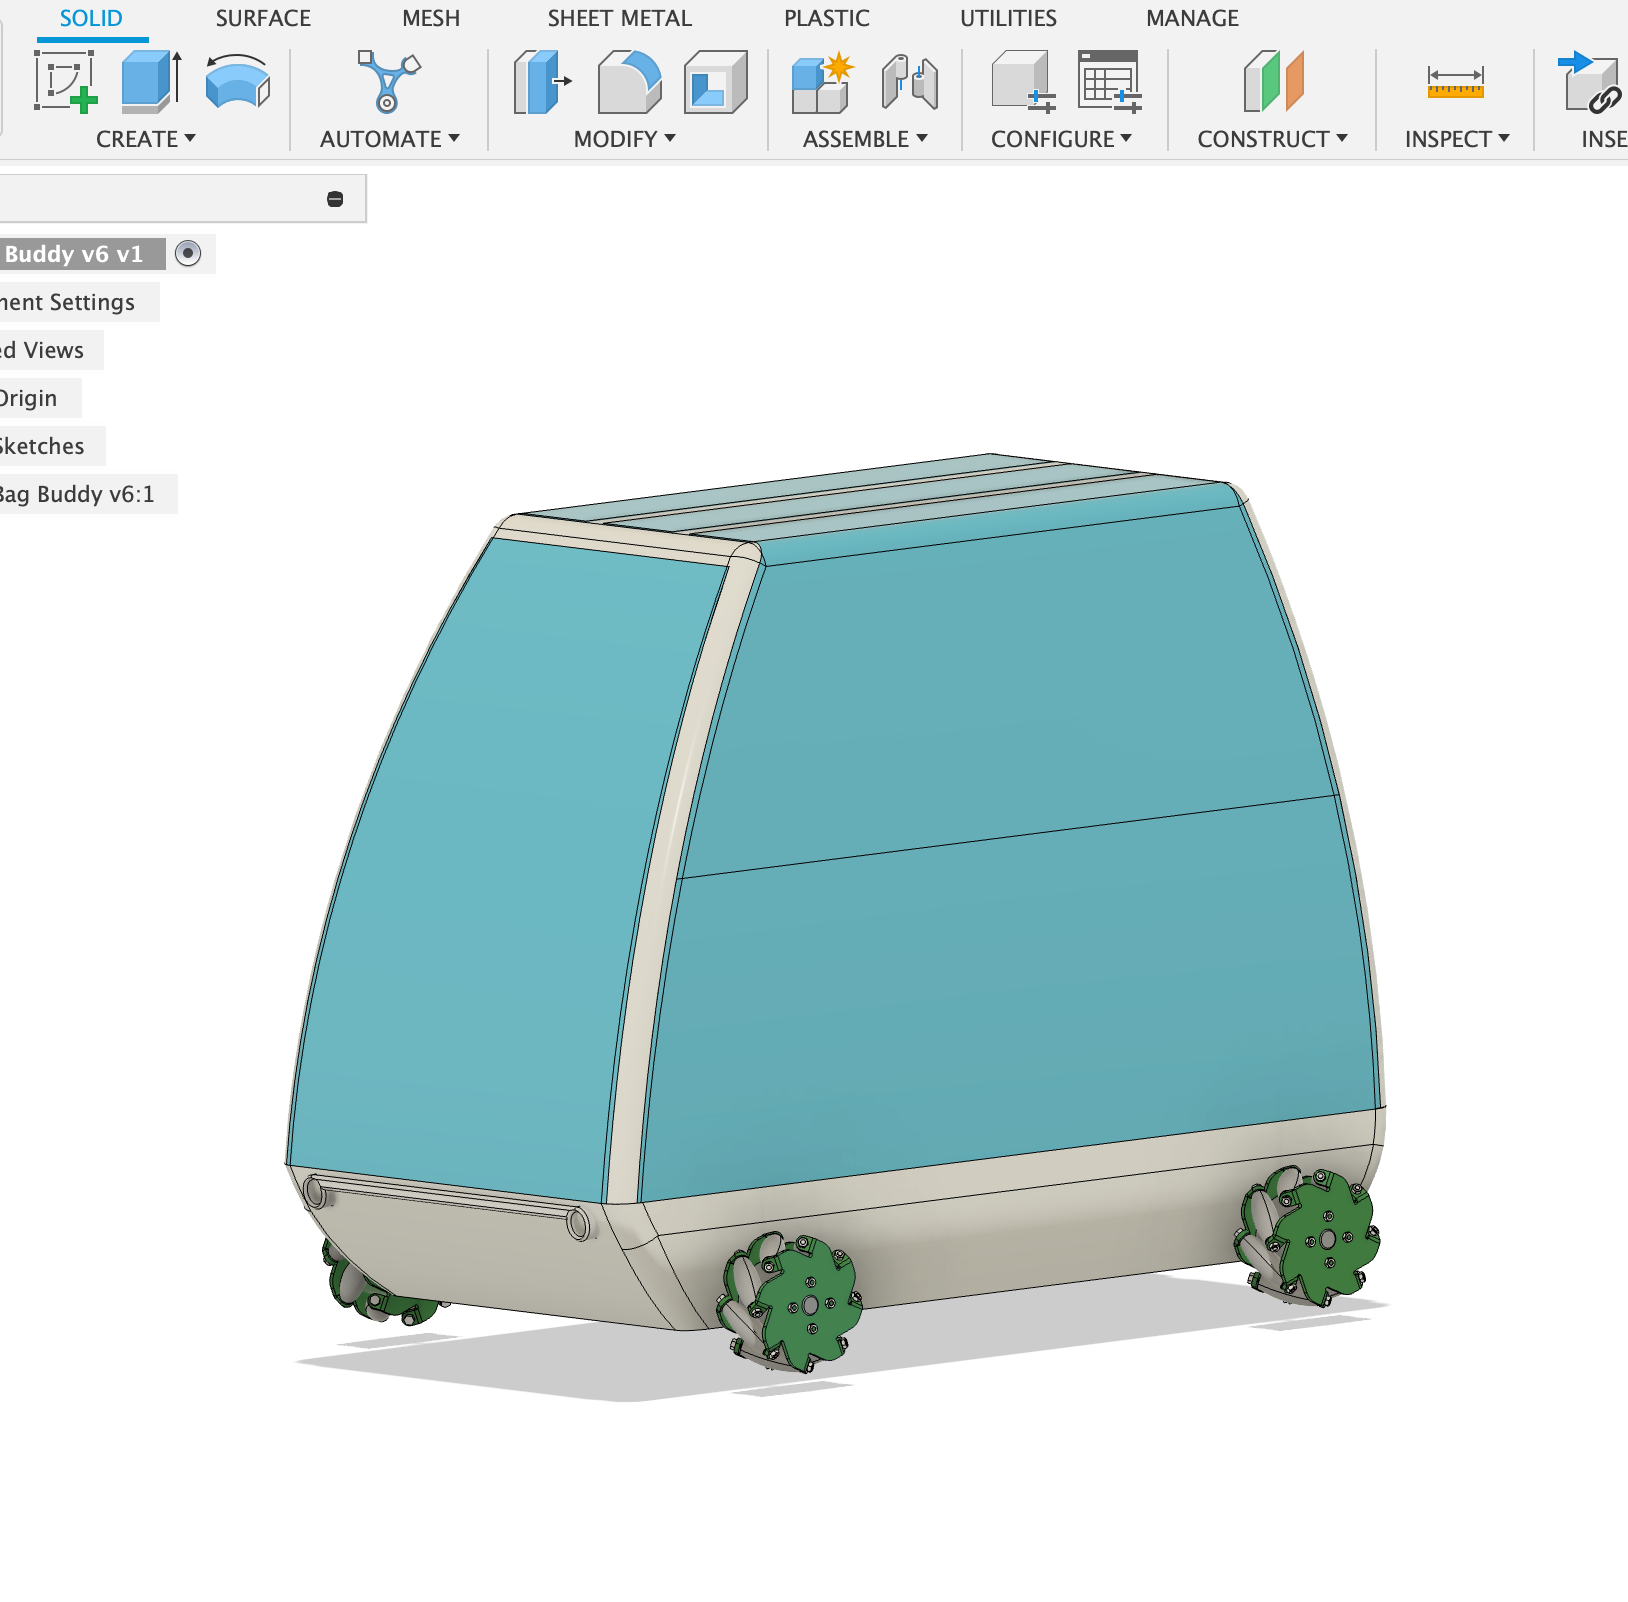 SOLID SURFACE MESH SHEET METAL PLASTIC UTILITIES MANAGE
CREATE AUTOMATE MODIFY ASSEMBLE CONFIGURE CONSTRUCT INSPECT INSE
Buddy v6 v1
ment Settings
ed Views
Origin
Sketches
Bag Buddy v6:1